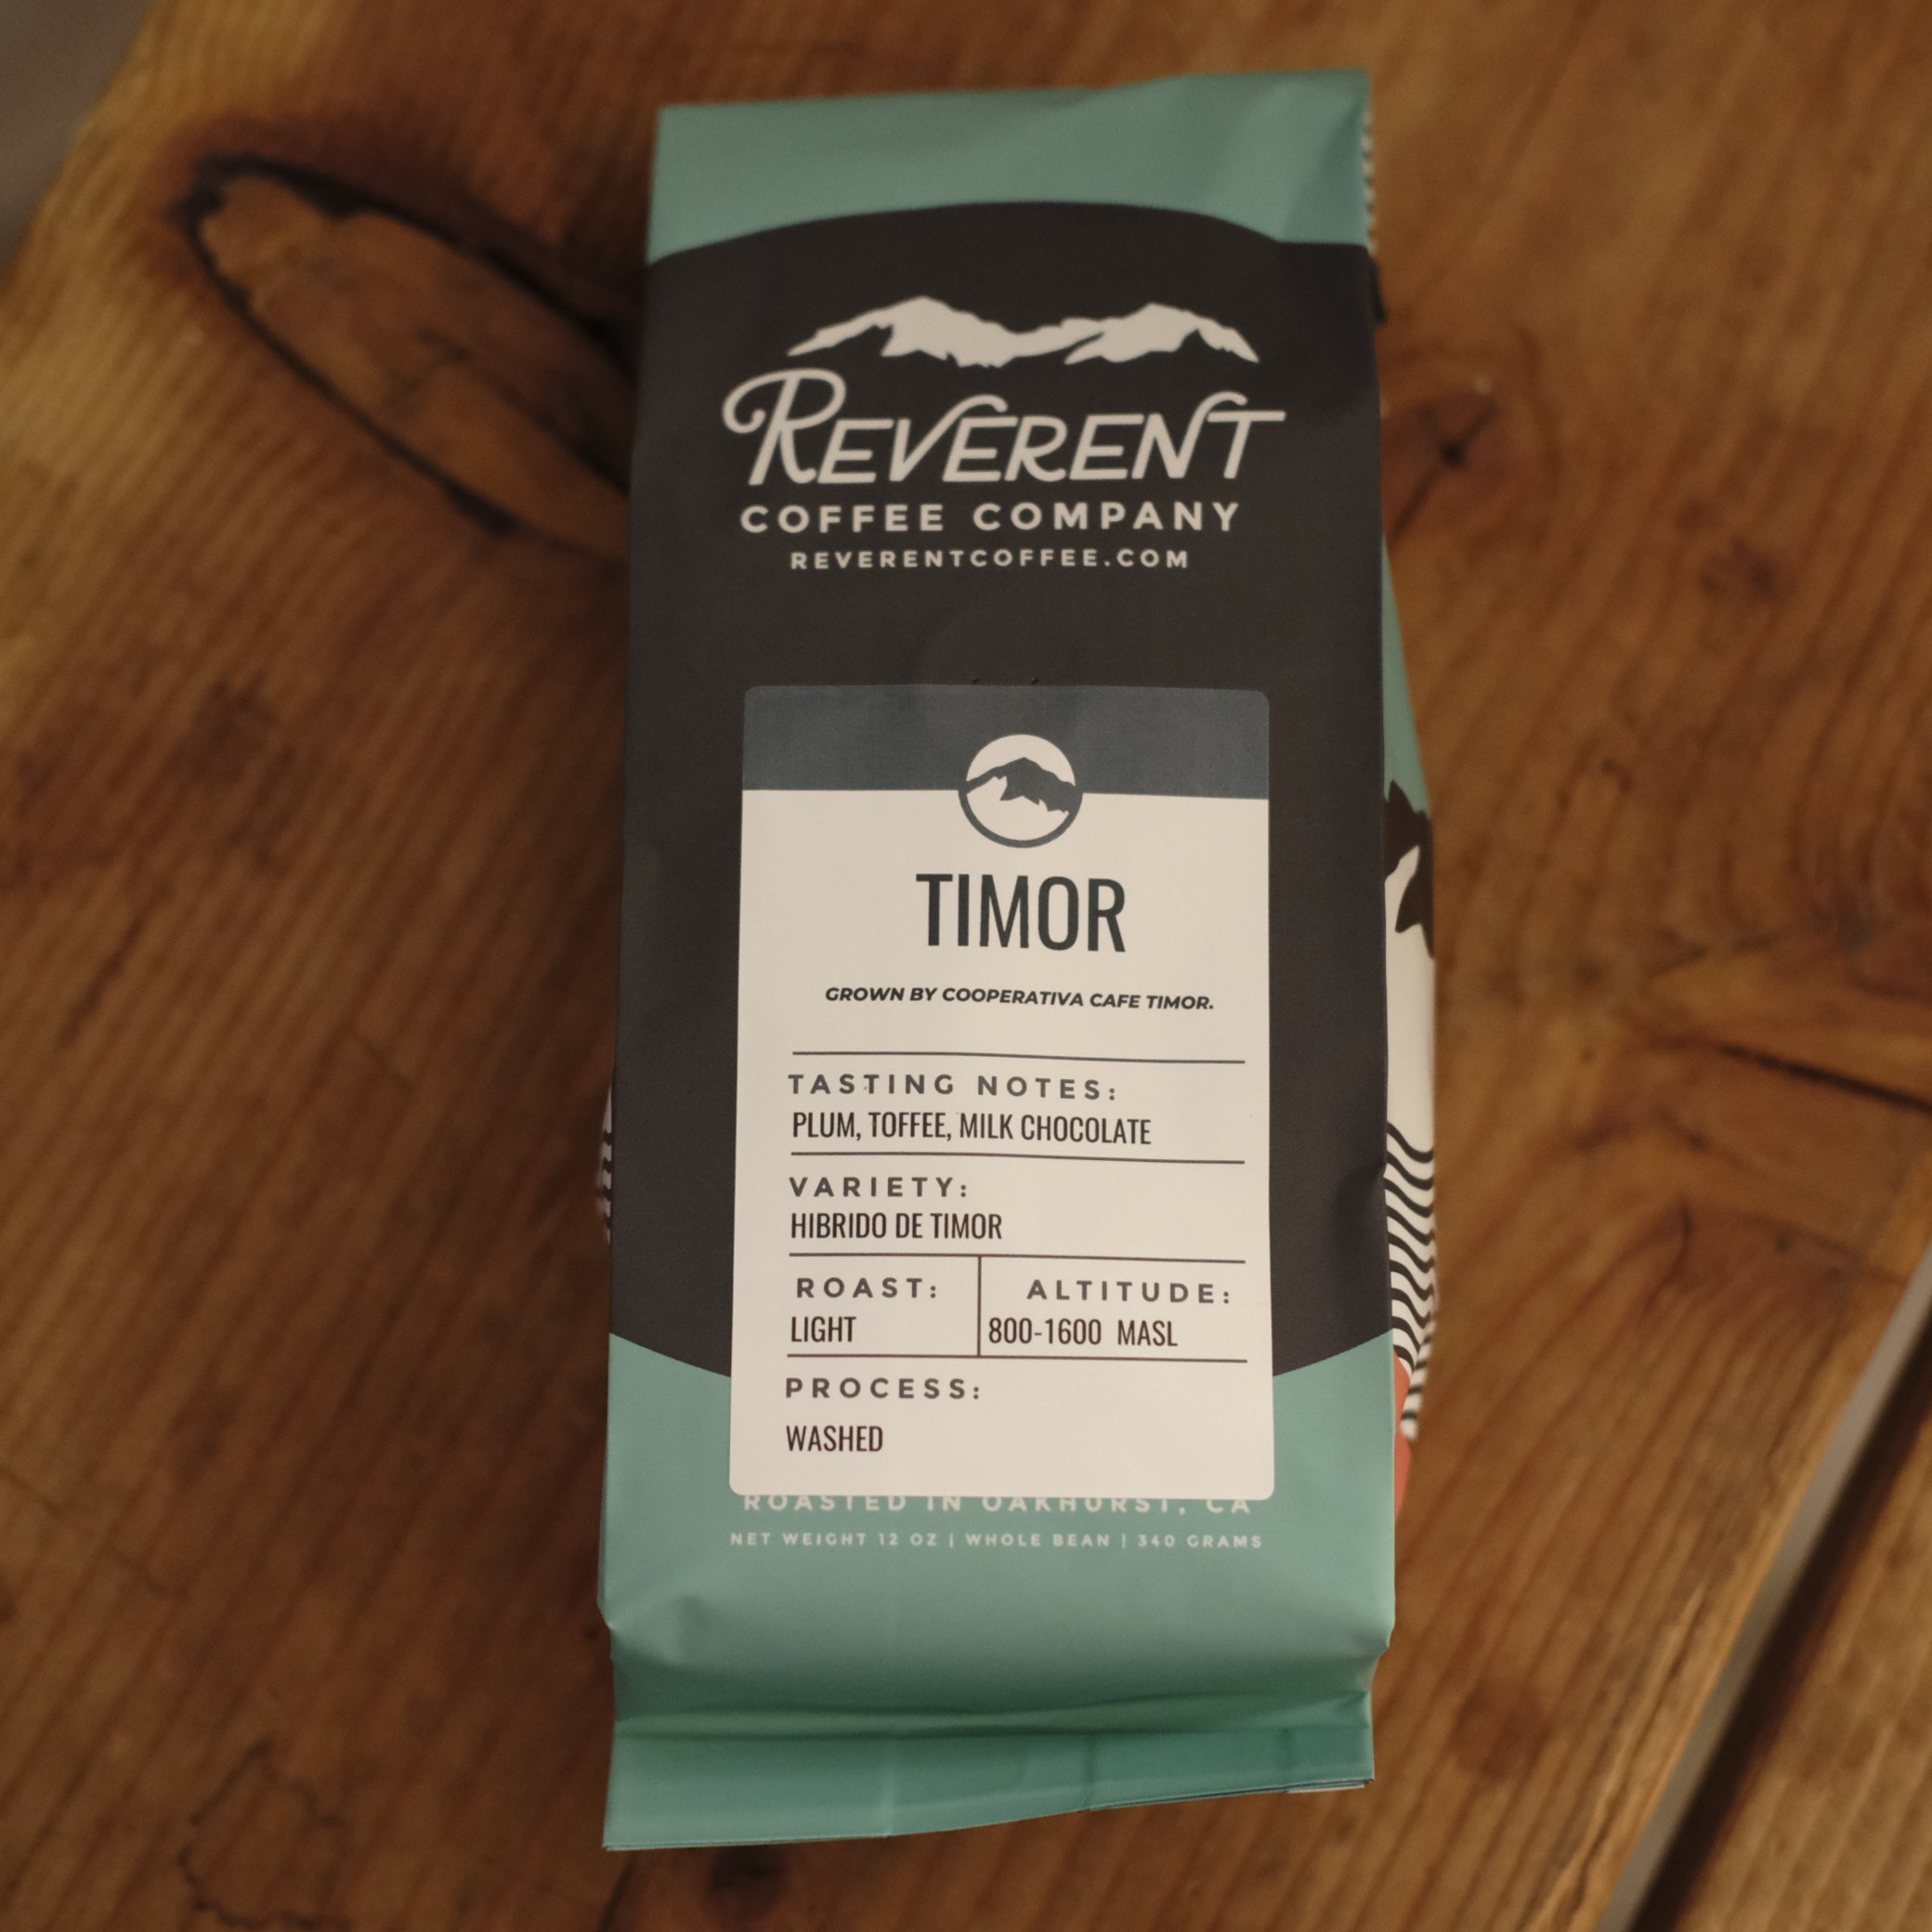 REVERENT
COFFEE COMPANY
REVERENTCOFFEE.COM
TIMOR
GROWN BY COOPERATIVA CAFE TIMOR.
TASTING NOTES:
PLUM, TOFFEE, MILK CHOCOLATE
VARIETY:
HIBRIDO DE TIMOR
ROAST:
LIGHT
ALTITUDE:
800-1600 MASL
PROCESS:
WASHED
ROASTED IN OAKHURST, CA
NET WEIGHT 12 OZ | WHOLE BEAN | 340 GRAMS